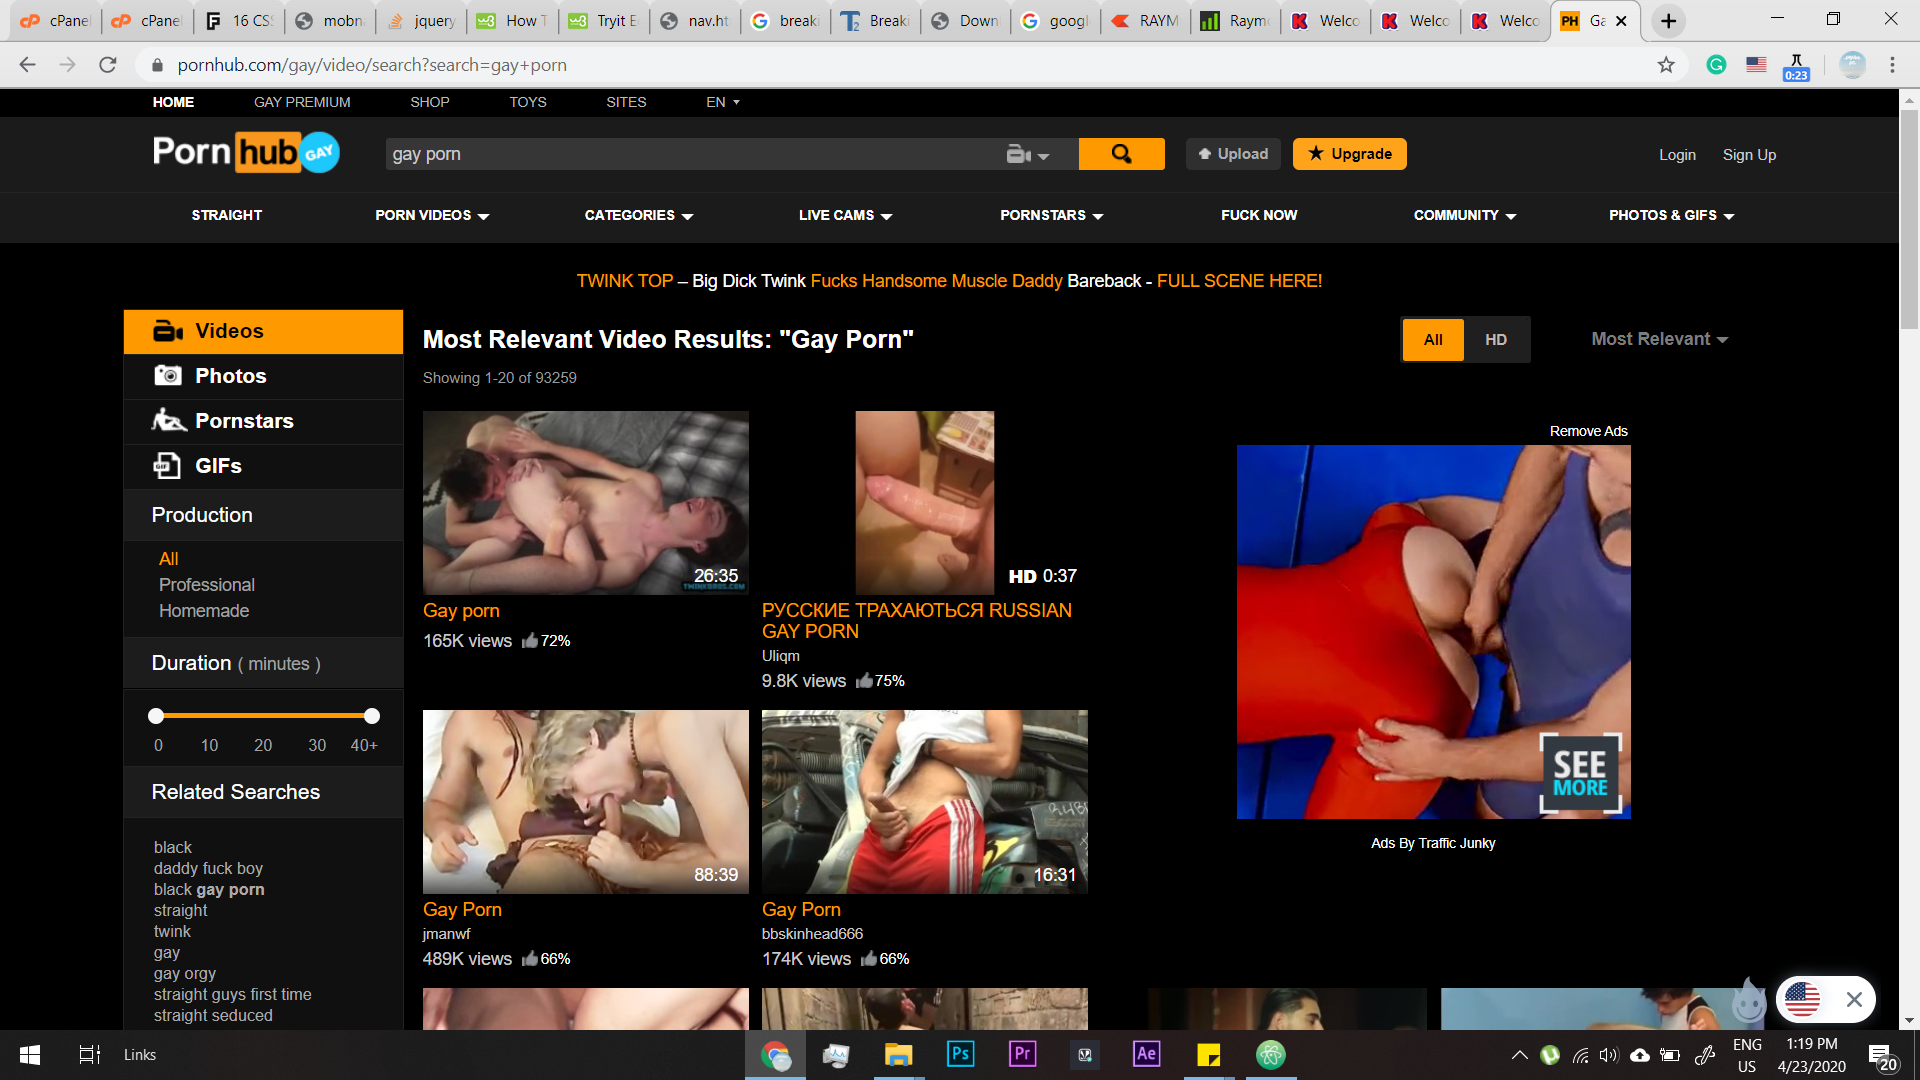 cPanel
cPanel
16 CSS
mobna
jquery
How T
Tryit E
nav.ht
breaki
Breaki
Down
googl
RAYM
Raym
Welco
Welco
Welco
PH Ga
pornhub.com/gay/video/search?search=gay+porn
0:23
HOME GAY PREMIUM SHOP TOYS SITES EN
Pornhub GAY
gay porn
Upload
Upgrade
Login Sign Up
STRAIGHT PORN VIDEOS CATEGORIES LIVE CAMS PORNSTARS FUCK NOW COMMUNITY PHOTOS & GIFS
TWINK TOP – Big Dick Twink Fucks Handsome Muscle Daddy Bareback - FULL SCENE HERE!
Videos
Photos
Pornstars
GIF GIFs
Production
All
Professional
Homemade
Duration ( minutes )
0 10 20 30 40+
Related Searches
black
daddy fuck boy
black gay porn
straight
twink
gay
gay orgy
straight guys first time
straight seduced
Most Relevant Video Results: "Gay Porn"
All HD
Most Relevant
Showing 1-20 of 93259
26:35
Gay porn
165K views 72%
HD 0:37
РУССКИЕ ТРАХАЮТЬСЯ RUSSIAN
GAY PORN
Uliqm
9.8K views 75%
88:39
Gay Porn
jmanwf
489K views 66%
16:31
Gay Porn
bbskinhead666
174K views 66%
Remove Ads
SEE
MORE
Ads By Traffic Junky
Links
Ps
Pr
Ae
ENG
US
1:19 PM
4/23/2020
20